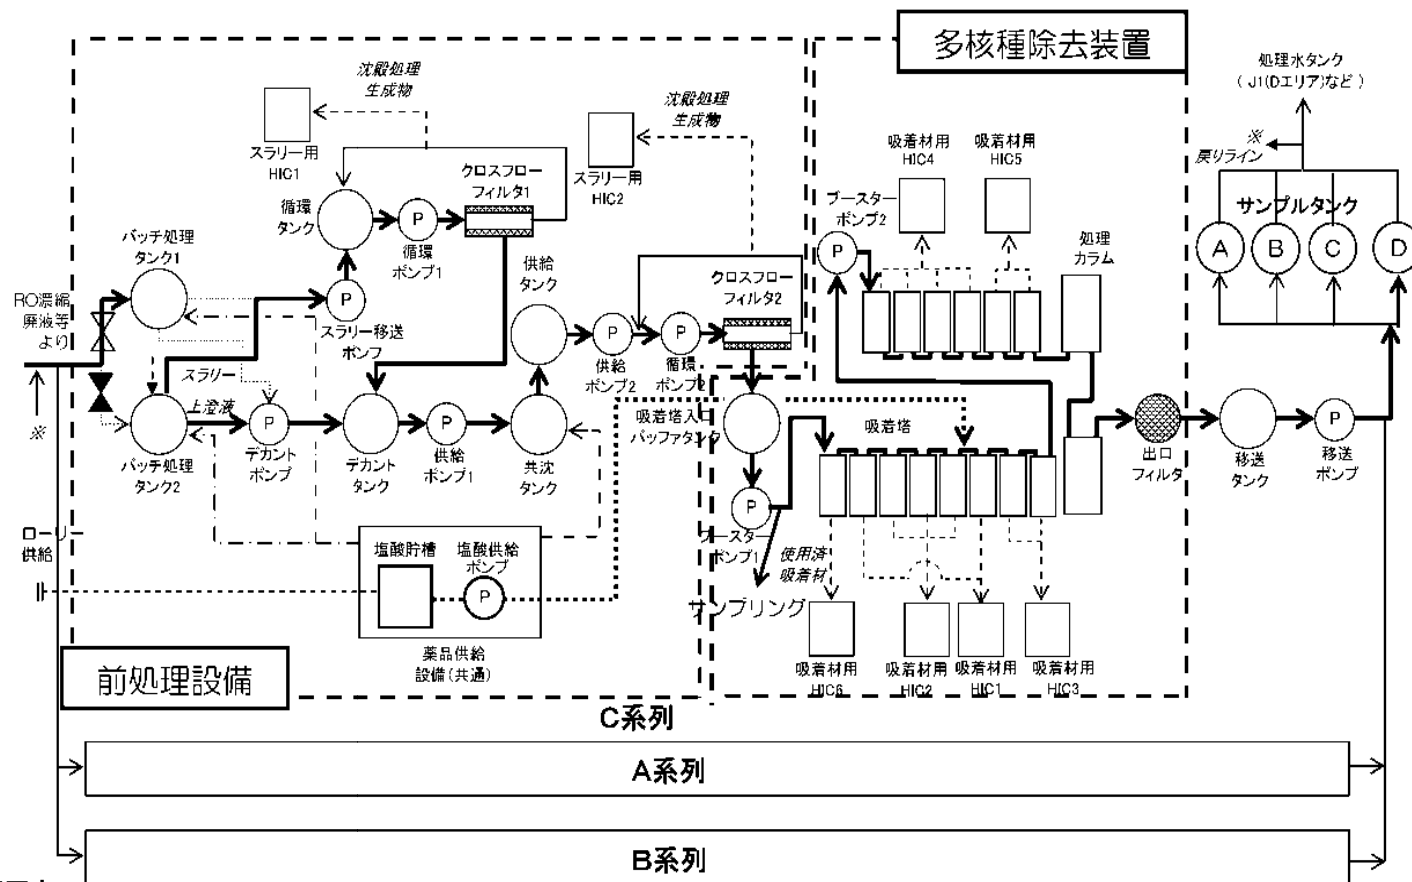 多核種除去装置
処理水タンク
( J1(Dエリア)など )
※
戻りライン
サンプルタンク
A
B
C
D
沈殿処理
生成物
スラリー用
HIC1
沈殿処理
生成物
スラリー用
HIC2
クロスフロー
フィルタ1
循環
タンク
P
循環
ポンプ1
バッチ処理
タンク1
P
スラリー移送
ポンプ
RO濃縮
廃液等
より
※
スラリー
上澄液
バッチ処理
タンク2
P
デカント
ポンプ
デカント
タンク
P
供給
ポンプ1
共沈
タンク
供給
タンク
P
供給
ポンプ2
P
循環
ポンプ2
クロスフロー
フィルタ2
吸着塔入口
バッファタンク
P
ブースター
ポンプ1
サンプリング
使用済
吸着材
吸着材用
HIC4
吸着材用
HIC5
ブースター
ポンプ2
P
処理
カラム
吸着塔
吸着材用
HIC6
吸着材用
HIC2
吸着材用
HIC1
吸着材用
HIC3
出口
フィルタ
移送
タンク
P
移送
ポンプ
ローリー
供給
塩酸貯槽
塩酸供給
ポンプ
P
薬品供給
設備(共通)
前処理設備
C系列
A系列
B系列